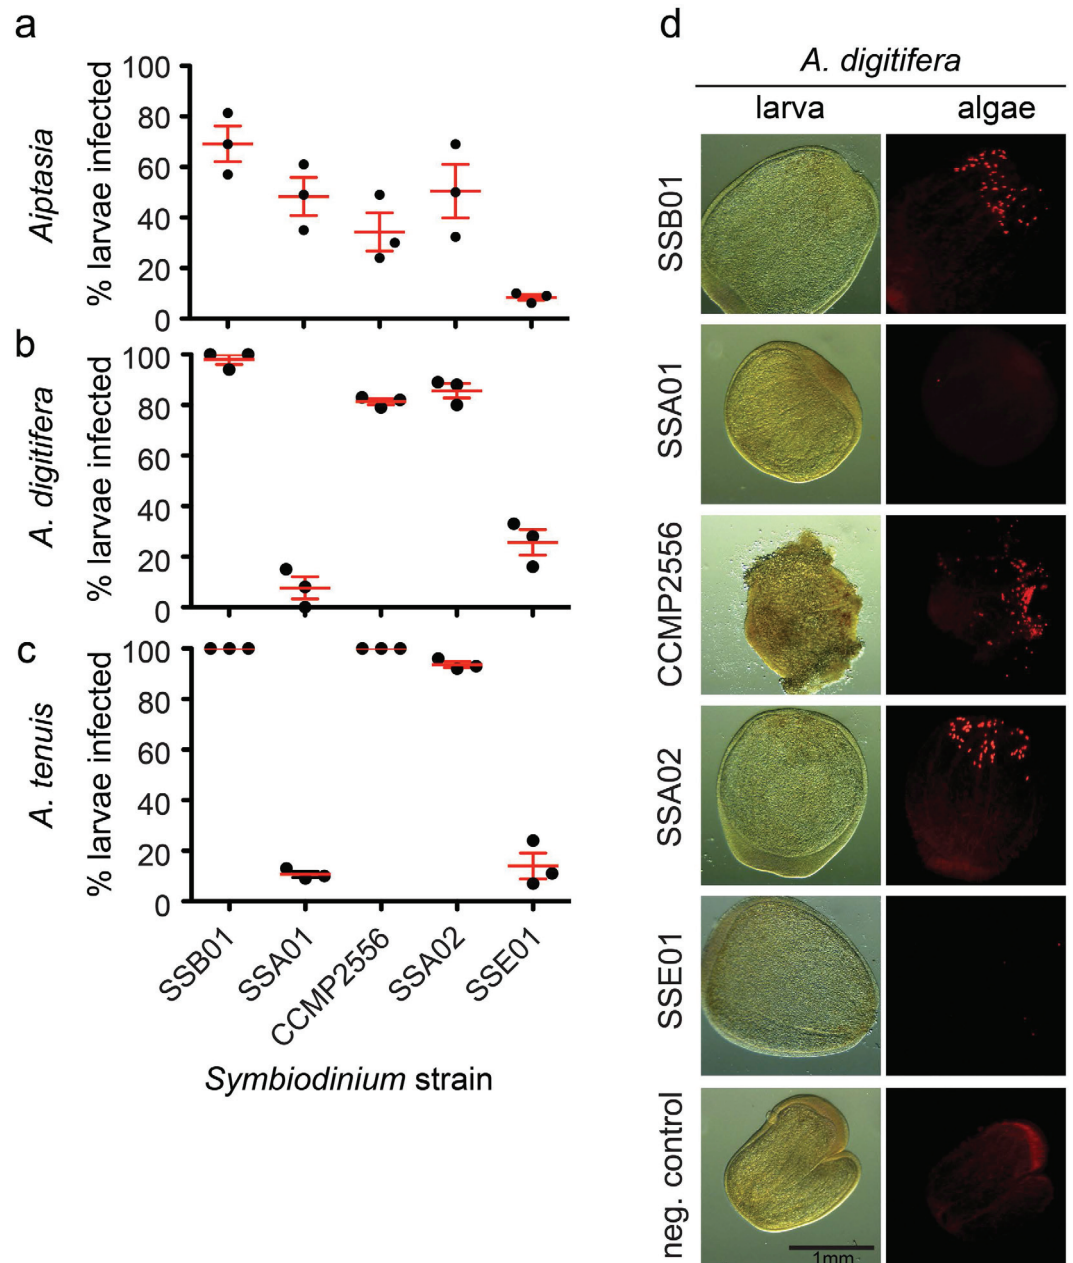 a
Aiptasia
% larvae infected
100
80
60
40
20
0
b
A. digitifera
% larvae infected
100
80
60
40
20
0
c
A. tenuis
% larvae infected
100
80
60
40
20
0
SSB01
SSA01
CCMP2556
SSA02
SSE01
Symbiodinium strain
d
A. digitifera
larva algae
SSB01
SSA01
CCMP2556
SSA02
SSE01
neg. control
1mm